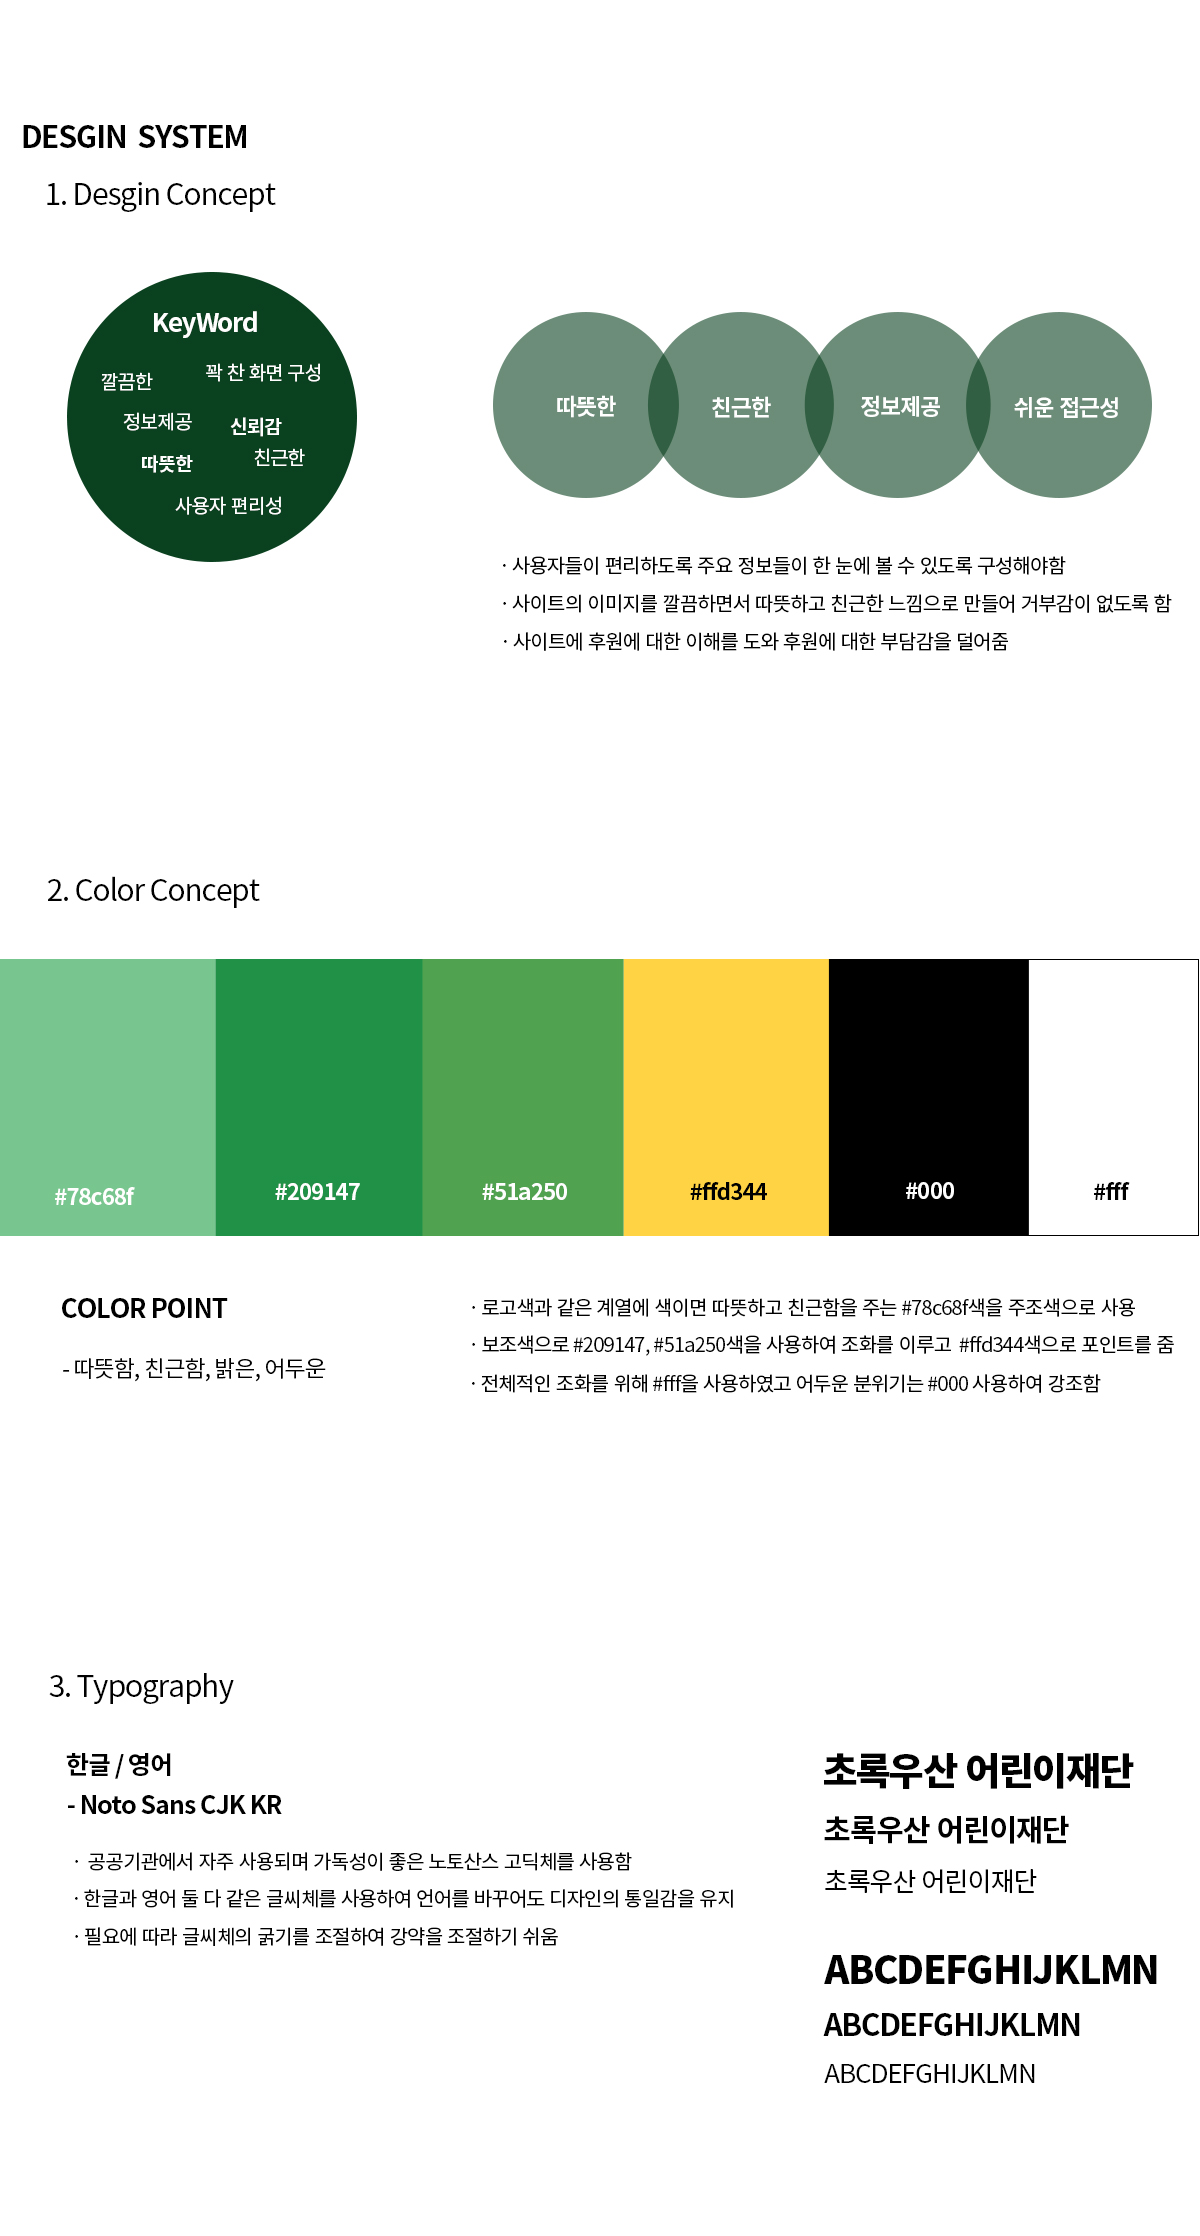 DESGIN SYSTEM
1. Desgin Concept
KeyWord
깔끔한
꽉 찬 화면 구성
정보제공
신뢰감
따뜻한
친근한
사용자 편리성
따뜻한
친근한
정보제공
쉬운 접근성
· 사용자들이 편리하도록 주요 정보들이 한 눈에 볼 수 있도록 구성해야함
· 사이트의 이미지를 깔끔하면서 따뜻하고 친근한 느낌으로 만들어 거부감이 없도록 함
· 사이트에 후원에 대한 이해를 도와 후원에 대한 부담감을 덜어줌
2. Color Concept
#78c68f
#209147
#51a250
#ffd344
#000
#fff
COLOR POINT
- 따뜻함, 친근함, 밝은, 어두운
· 로고색과 같은 계열에 색이면 따뜻하고 친근함을 주는 #78c68f색을 주조색으로 사용
· 보조색으로 #209147, #51a250색을 사용하여 조화를 이루고 #ffd344색으로 포인트를 줌
· 전체적인 조화를 위해 #fff을 사용하였고 어두운 분위기는 #000 사용하여 강조함
3. Typography
한글 / 영어
- Noto Sans CJK KR
· 공공기관에서 자주 사용되며 가독성이 좋은 노토산스 고딕체를 사용함
· 한글과 영어 둘 다 같은 글씨체를 사용하여 언어를 바꾸어도 디자인의 통일감을 유지
· 필요에 따라 글씨체의 굵기를 조절하여 강약을 조절하기 쉬움
초록우산 어린이재단
초록우산 어린이재단
초록우산 어린이재단
ABCDEFGHIJKLMN
ABCDEFGHIJKLMN
ABCDEFGHIJKLMN